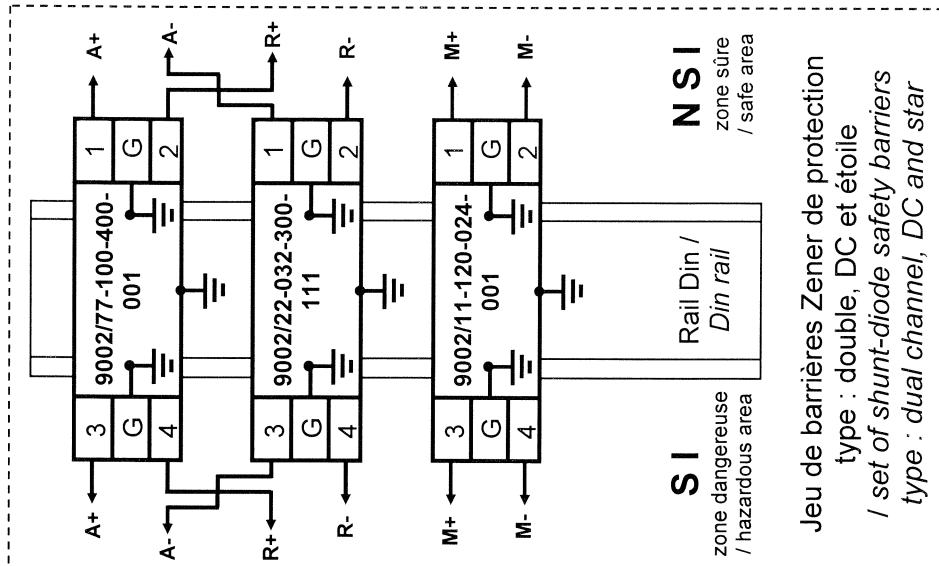 A+
3
9002/77-100-400-
001
1
A+
G
G
A-
4
2
A-
R+
3
9002/22-032-300-
111
1
R+
G
G
R-
4
2
R-
M+
3
9002/11-120-024-
001
1
M+
G
G
M-
4
2
M-
SI
zone dangereuse
/ hazardous area
Rail Din /
Din rail
NSI
zone sûre
/ safe area
Jeu de barrières Zener de protection
type : double, DC et étoile
/ set of shunt-diode safety barriers
type : dual channel, DC and star